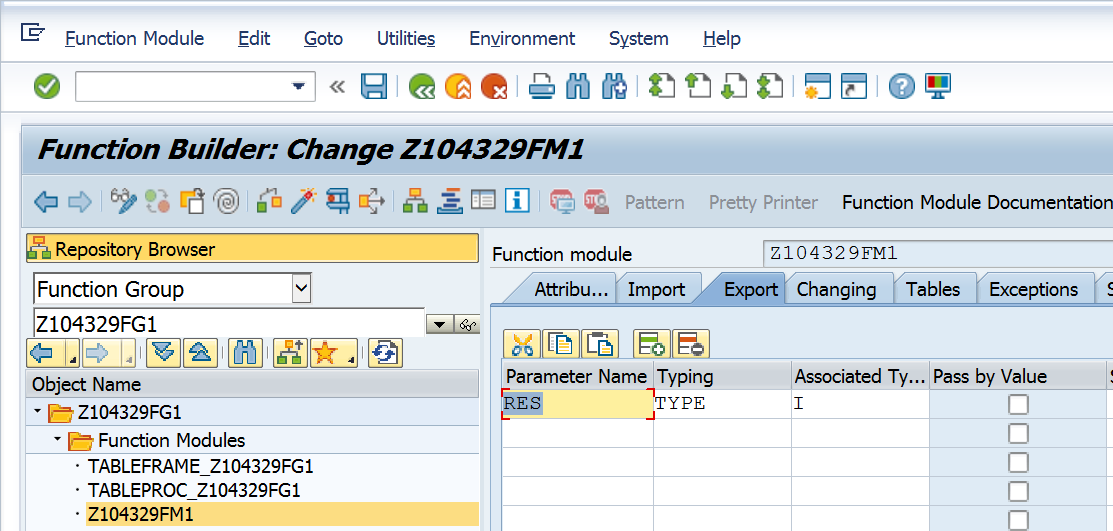 Function Module Edit Goto Utilities Environment System Help
Function Builder: Change Z104329FM1
Pattern Pretty Printer Function Module Documentation
Repository Browser
Function module Z104329FM1
Function Group
Attribu... Import Export Changing Tables Exceptions S
Z104329FG1
Object Name
Parameter Name Typing Associated Ty... Pass by Value
RES TYPE I
Z104329FG1
Function Modules
TABLEFRAME_Z104329FG1
TABLEPROC_Z104329FG1
Z104329FM1